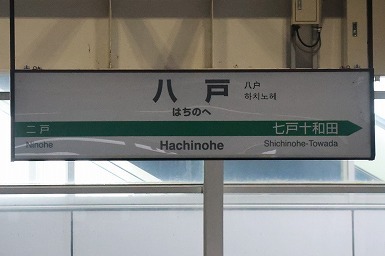 八戸
八户
하치노헤
はちのへ
二戸
七戸十和田
Ninohe
Hachinohe
Shichinohe-Towada